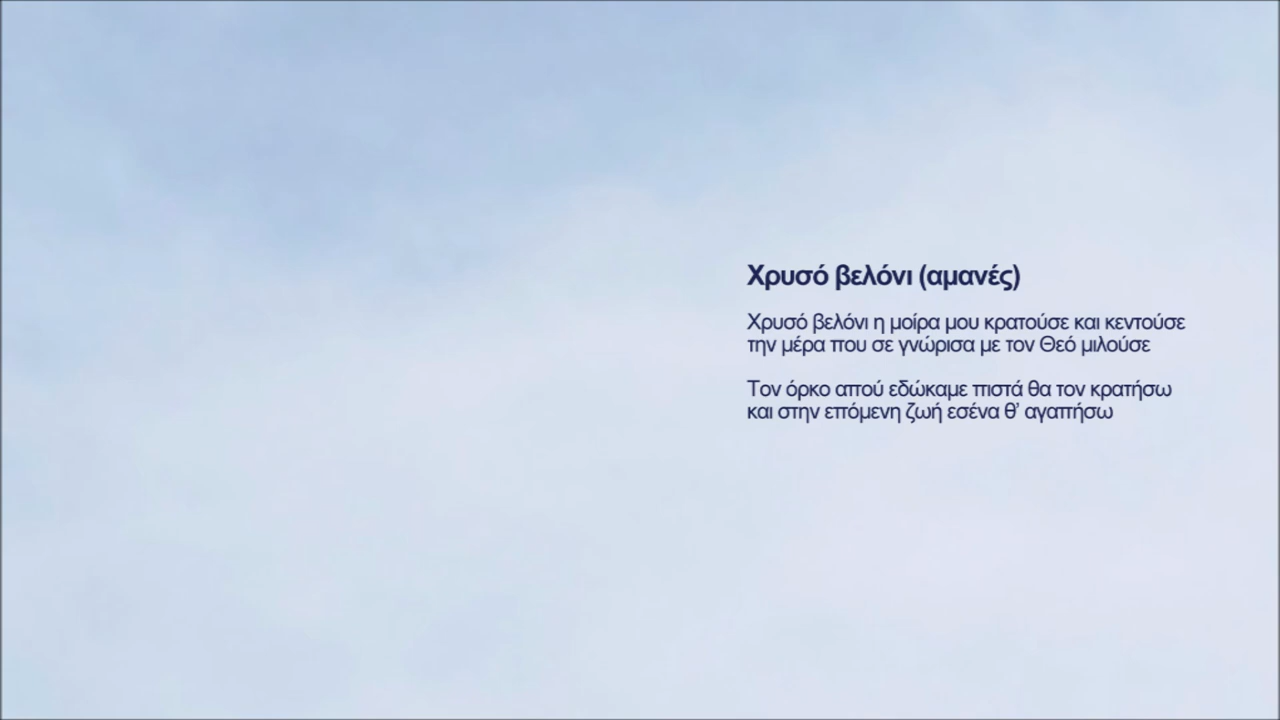 Χρυσό βελόνι (αμανές)
Χρυσό βελόνι η μοίρα μου κρατούσε και κεντούσε
την μέρα που σε γνώρισα με τον Θεό μιλούσε
Τον όρκο απού εδώκαμε πιστά θα τον κρατήσω
και στην επόμενη ζωή εσένα θ’ αγαπήσω